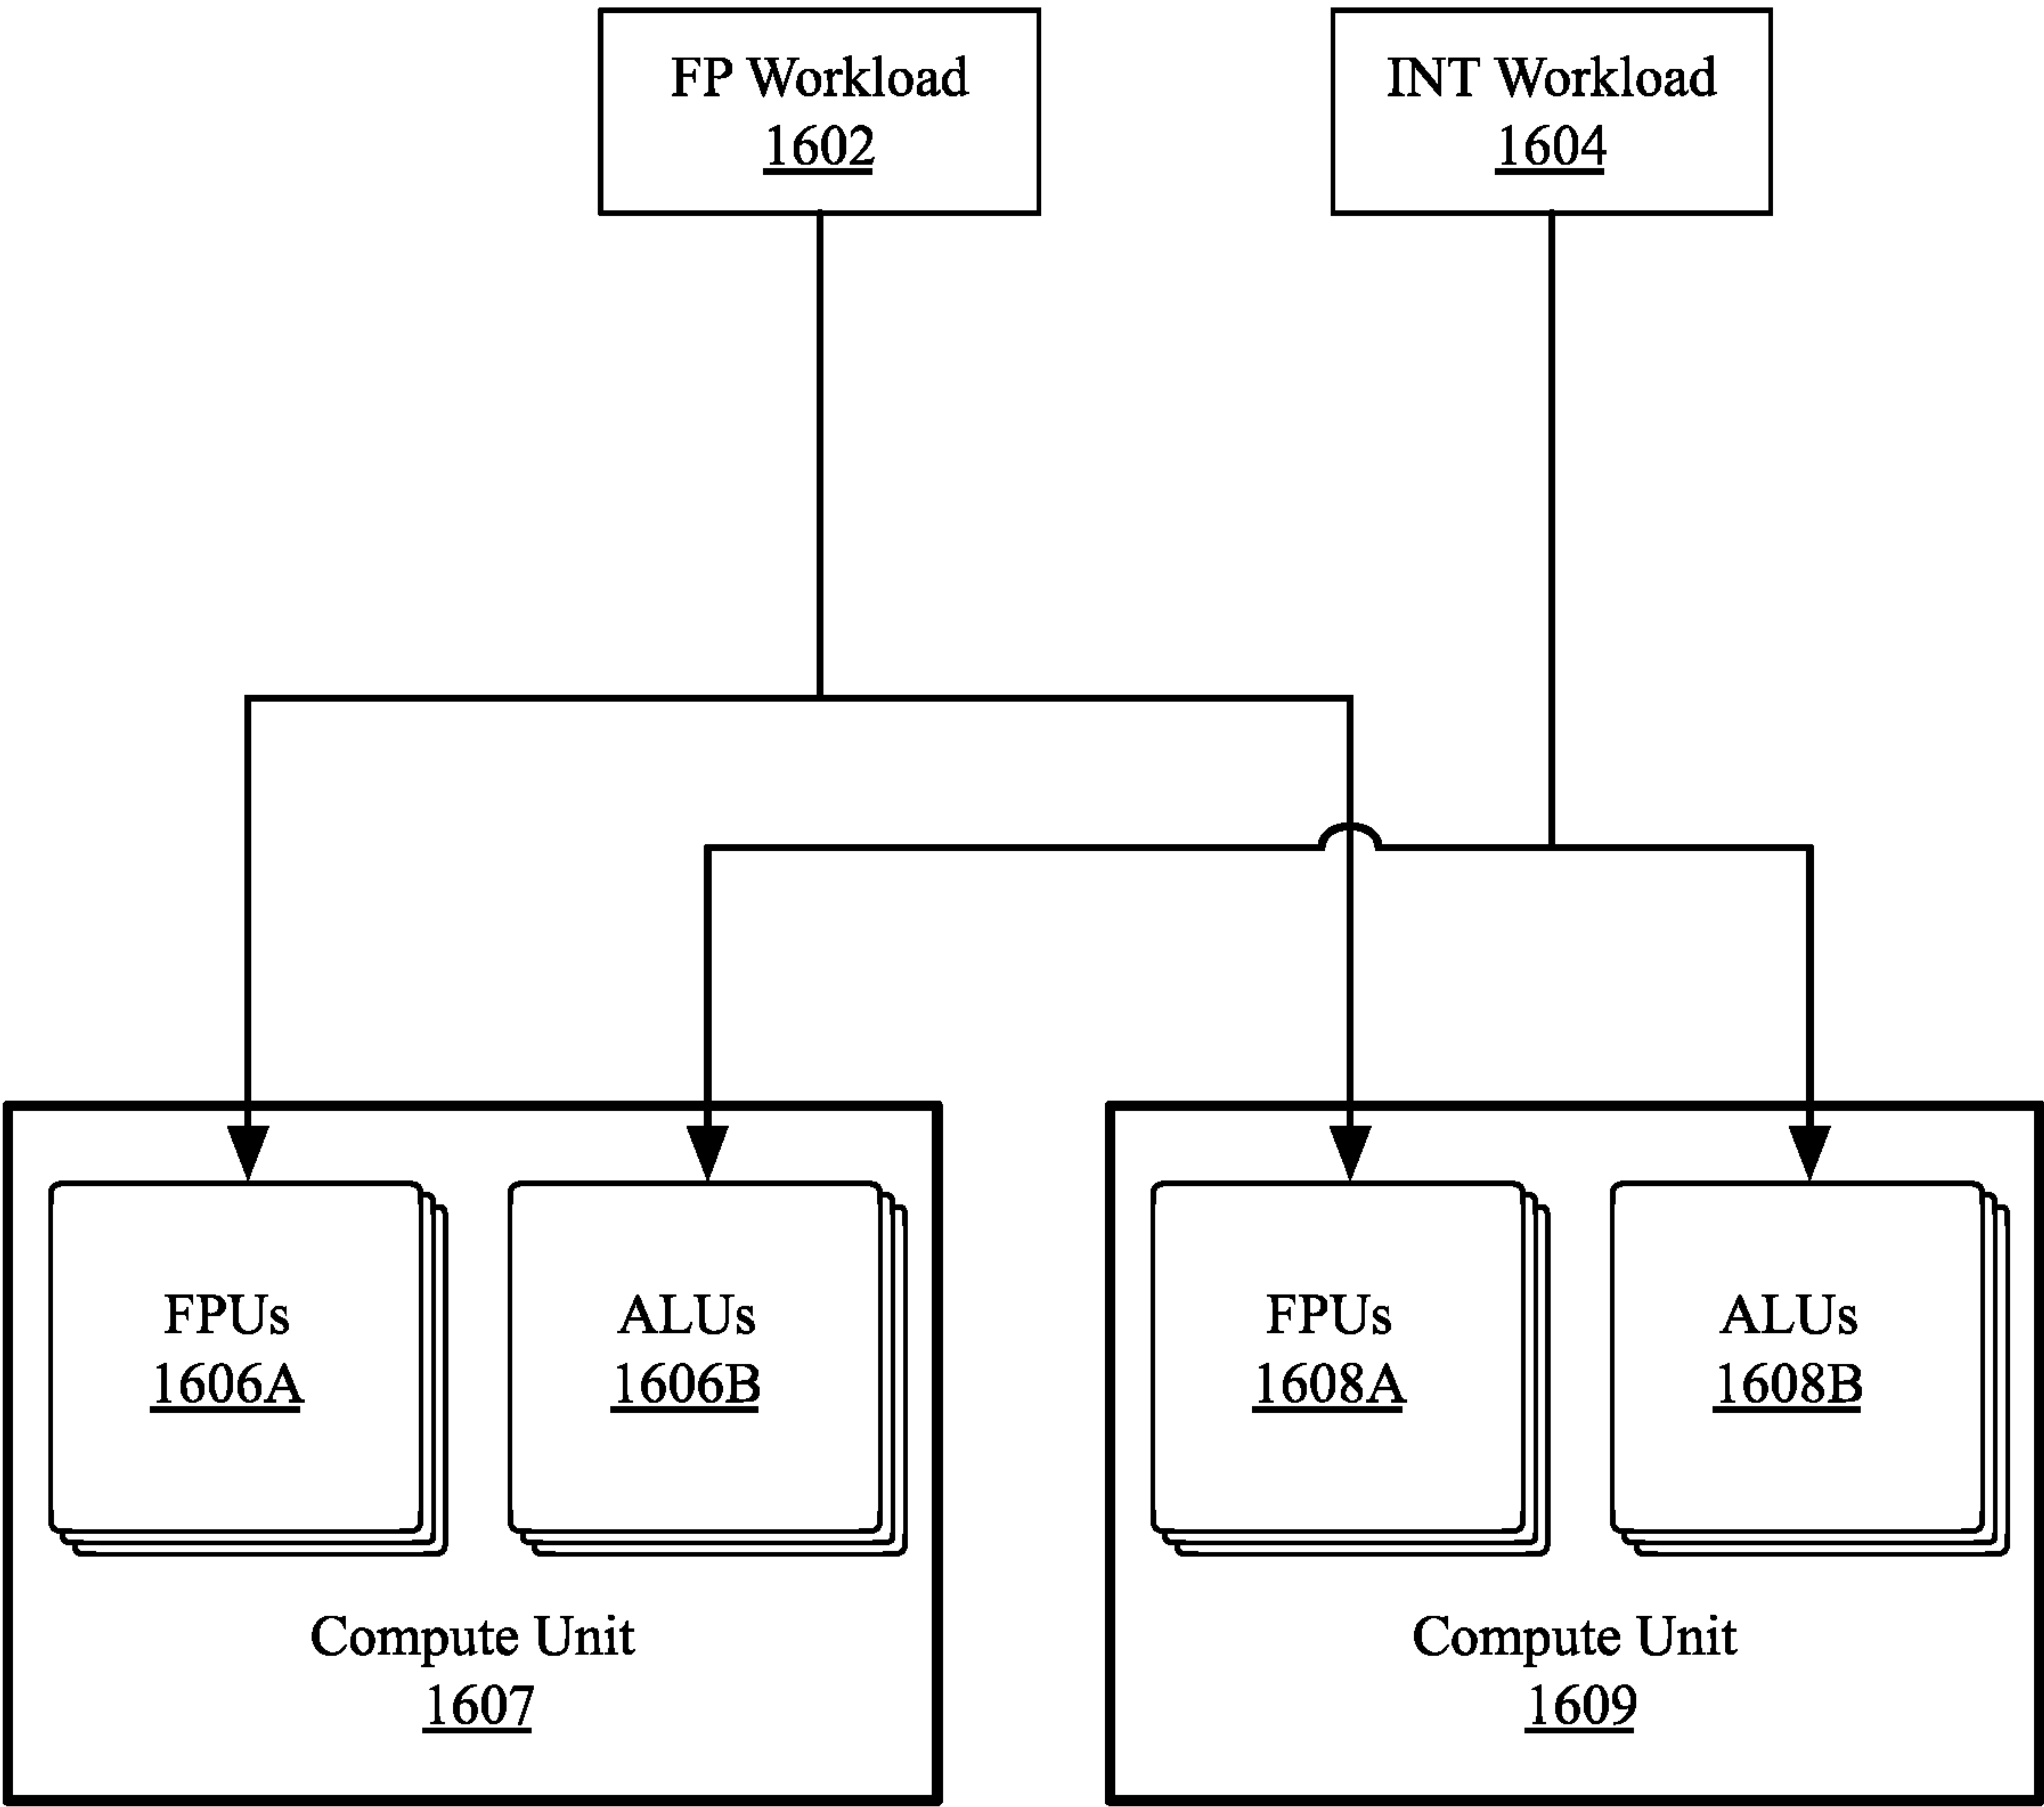 FP Workload
1602
INT Workload
1604
FPUs
1606A
ALUs
1606B
Compute Unit
1607
FPUs
1608A
ALUs
1608B
Compute Unit
1609